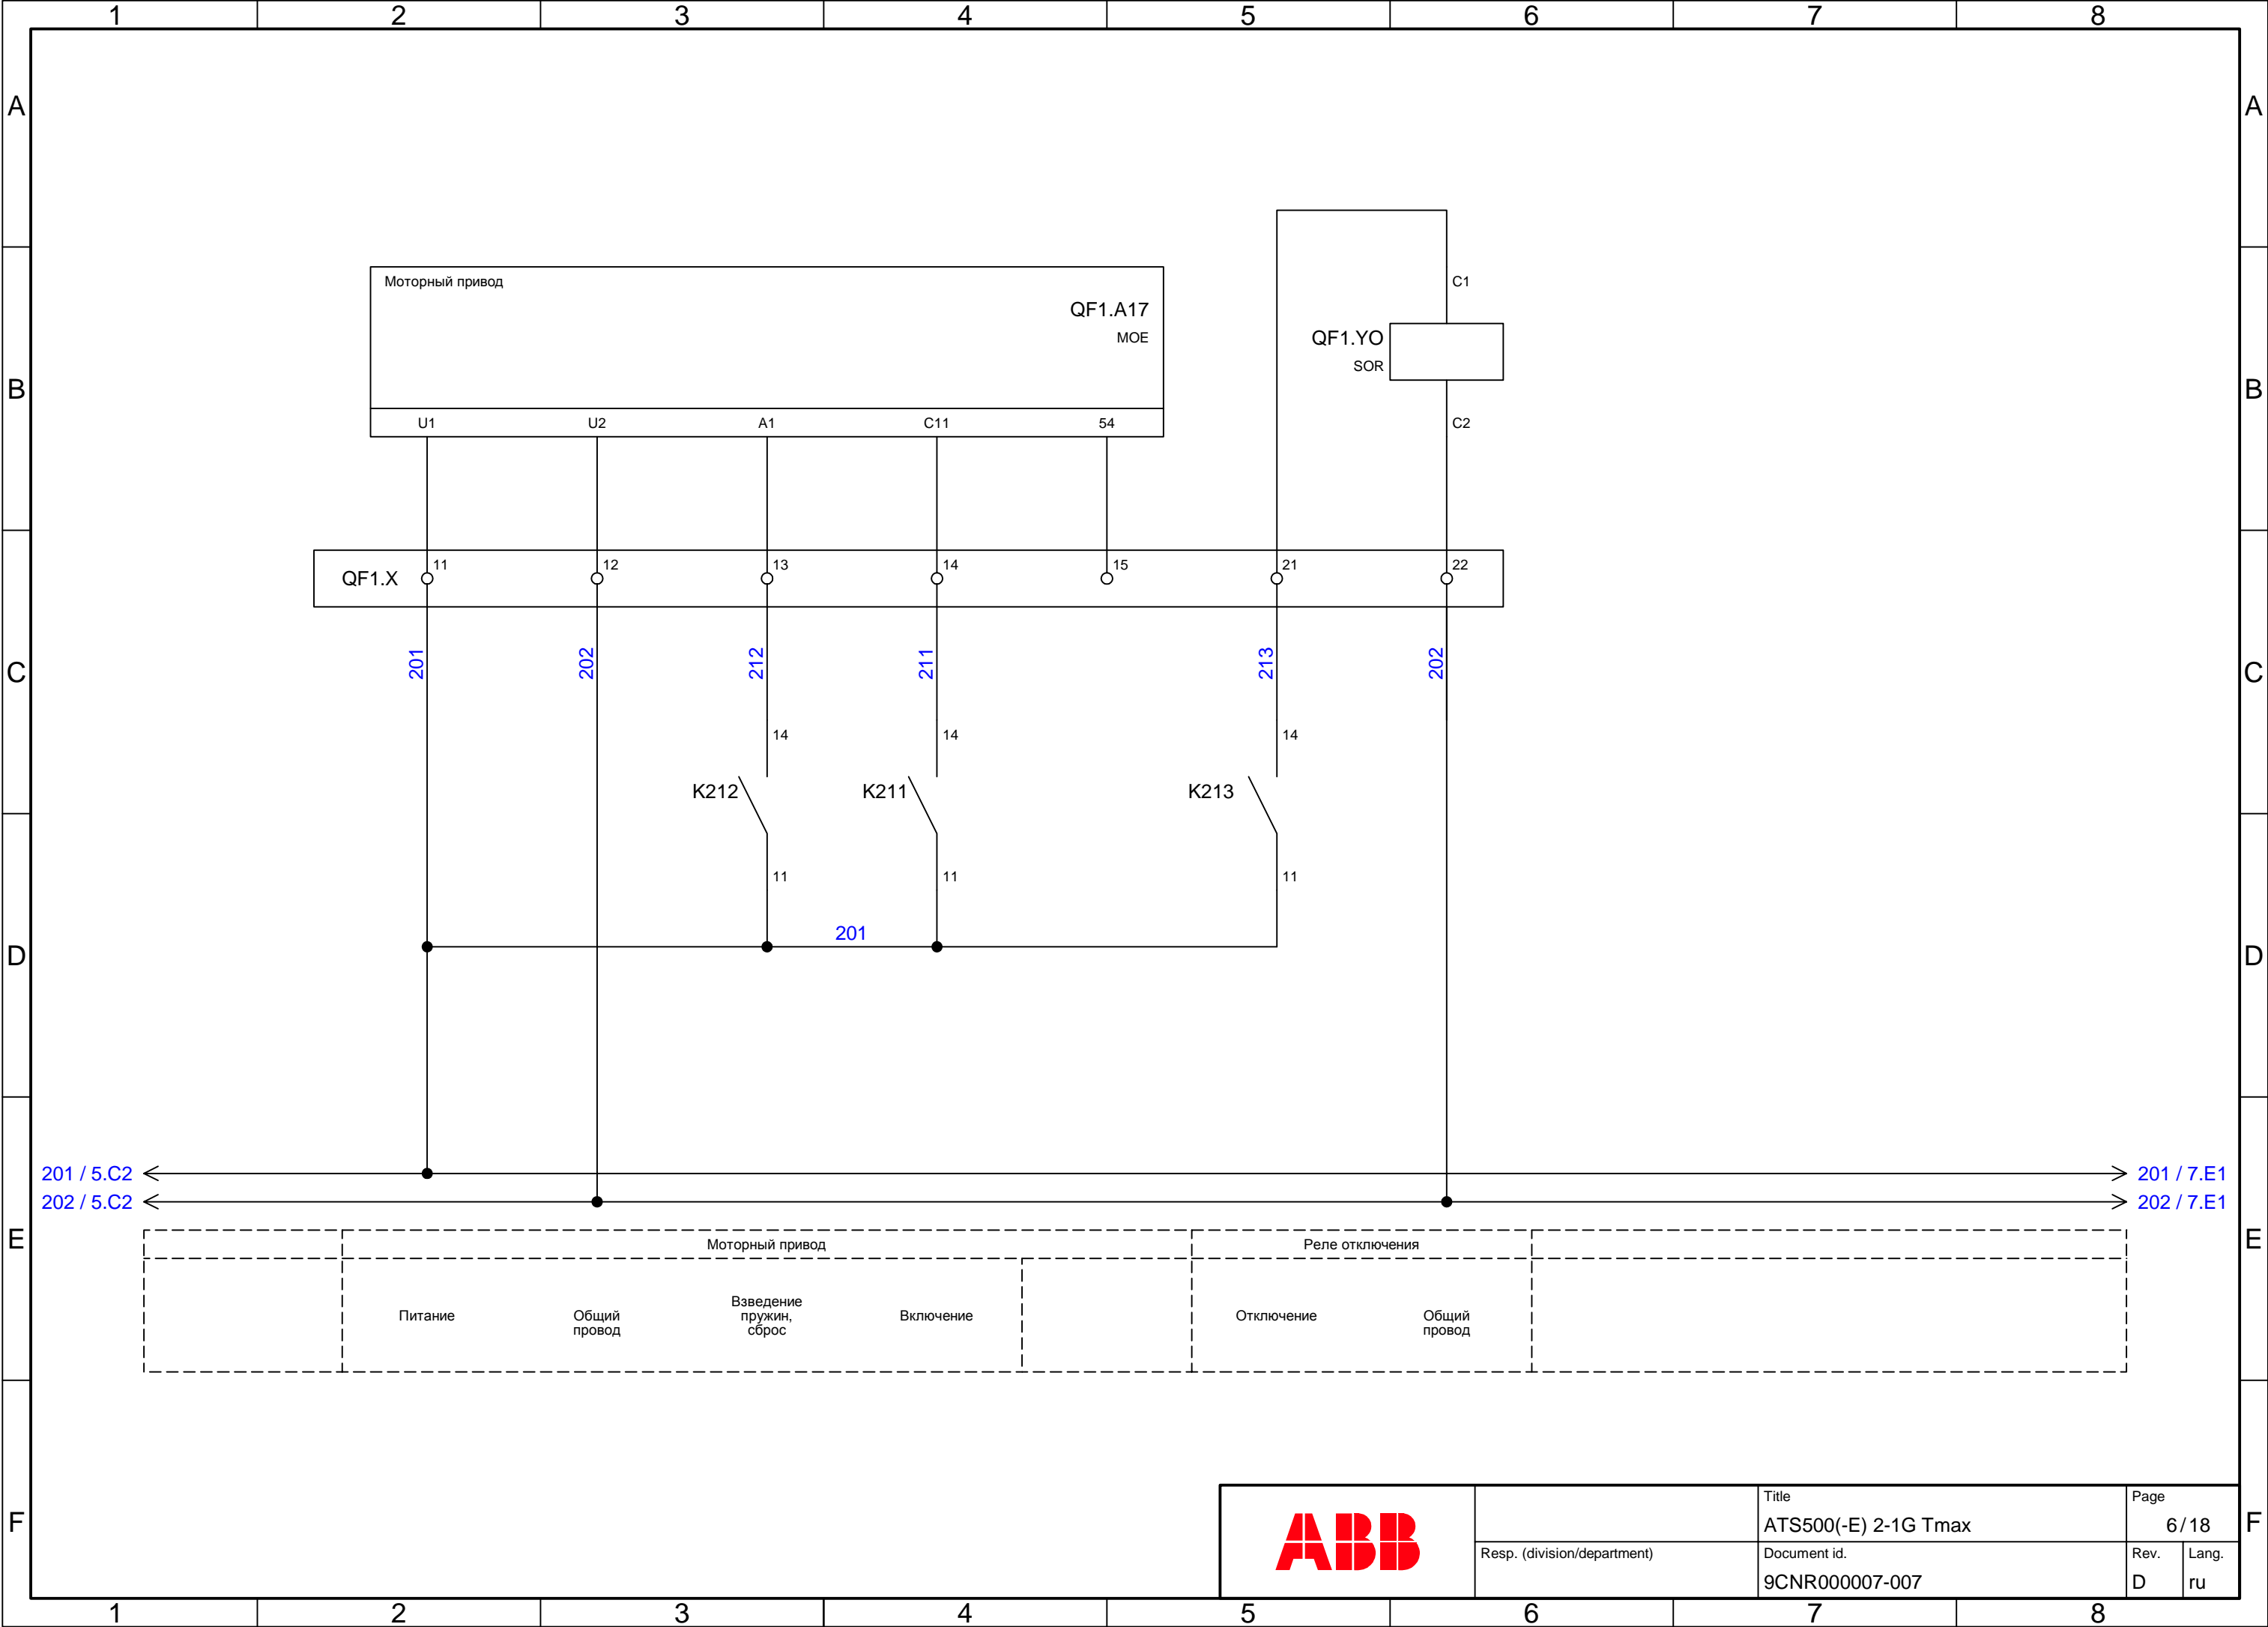 1 2 3 4 5 6 7 8
A A
Моторный привод
QF1.A17
MOE
C1
QF1.YO
SOR
B B
U1 U2 A1 C11 54
C2
QF1.X 11 12 13 14 15 21 22
201 202 212 211 213 202
C C
14 14 14
K212 K211 K213
11 11 11
201
D D
201 / 5.C2 201 / 7.E1
202 / 5.C2 202 / 7.E1
E E
Моторный привод Реле отключения
Питание
Общий
провод
Взведение
пружин,
сброс
Включение
Отключение
Общий
провод
F F
ABB
Title
ATS500(-E) 2-1G Tmax
Page
6/18
Resp. (division/department)
Document id.
9CNR000007-007
Rev.
D
Lang.
ru
1 2 3 4 5 6 7 8